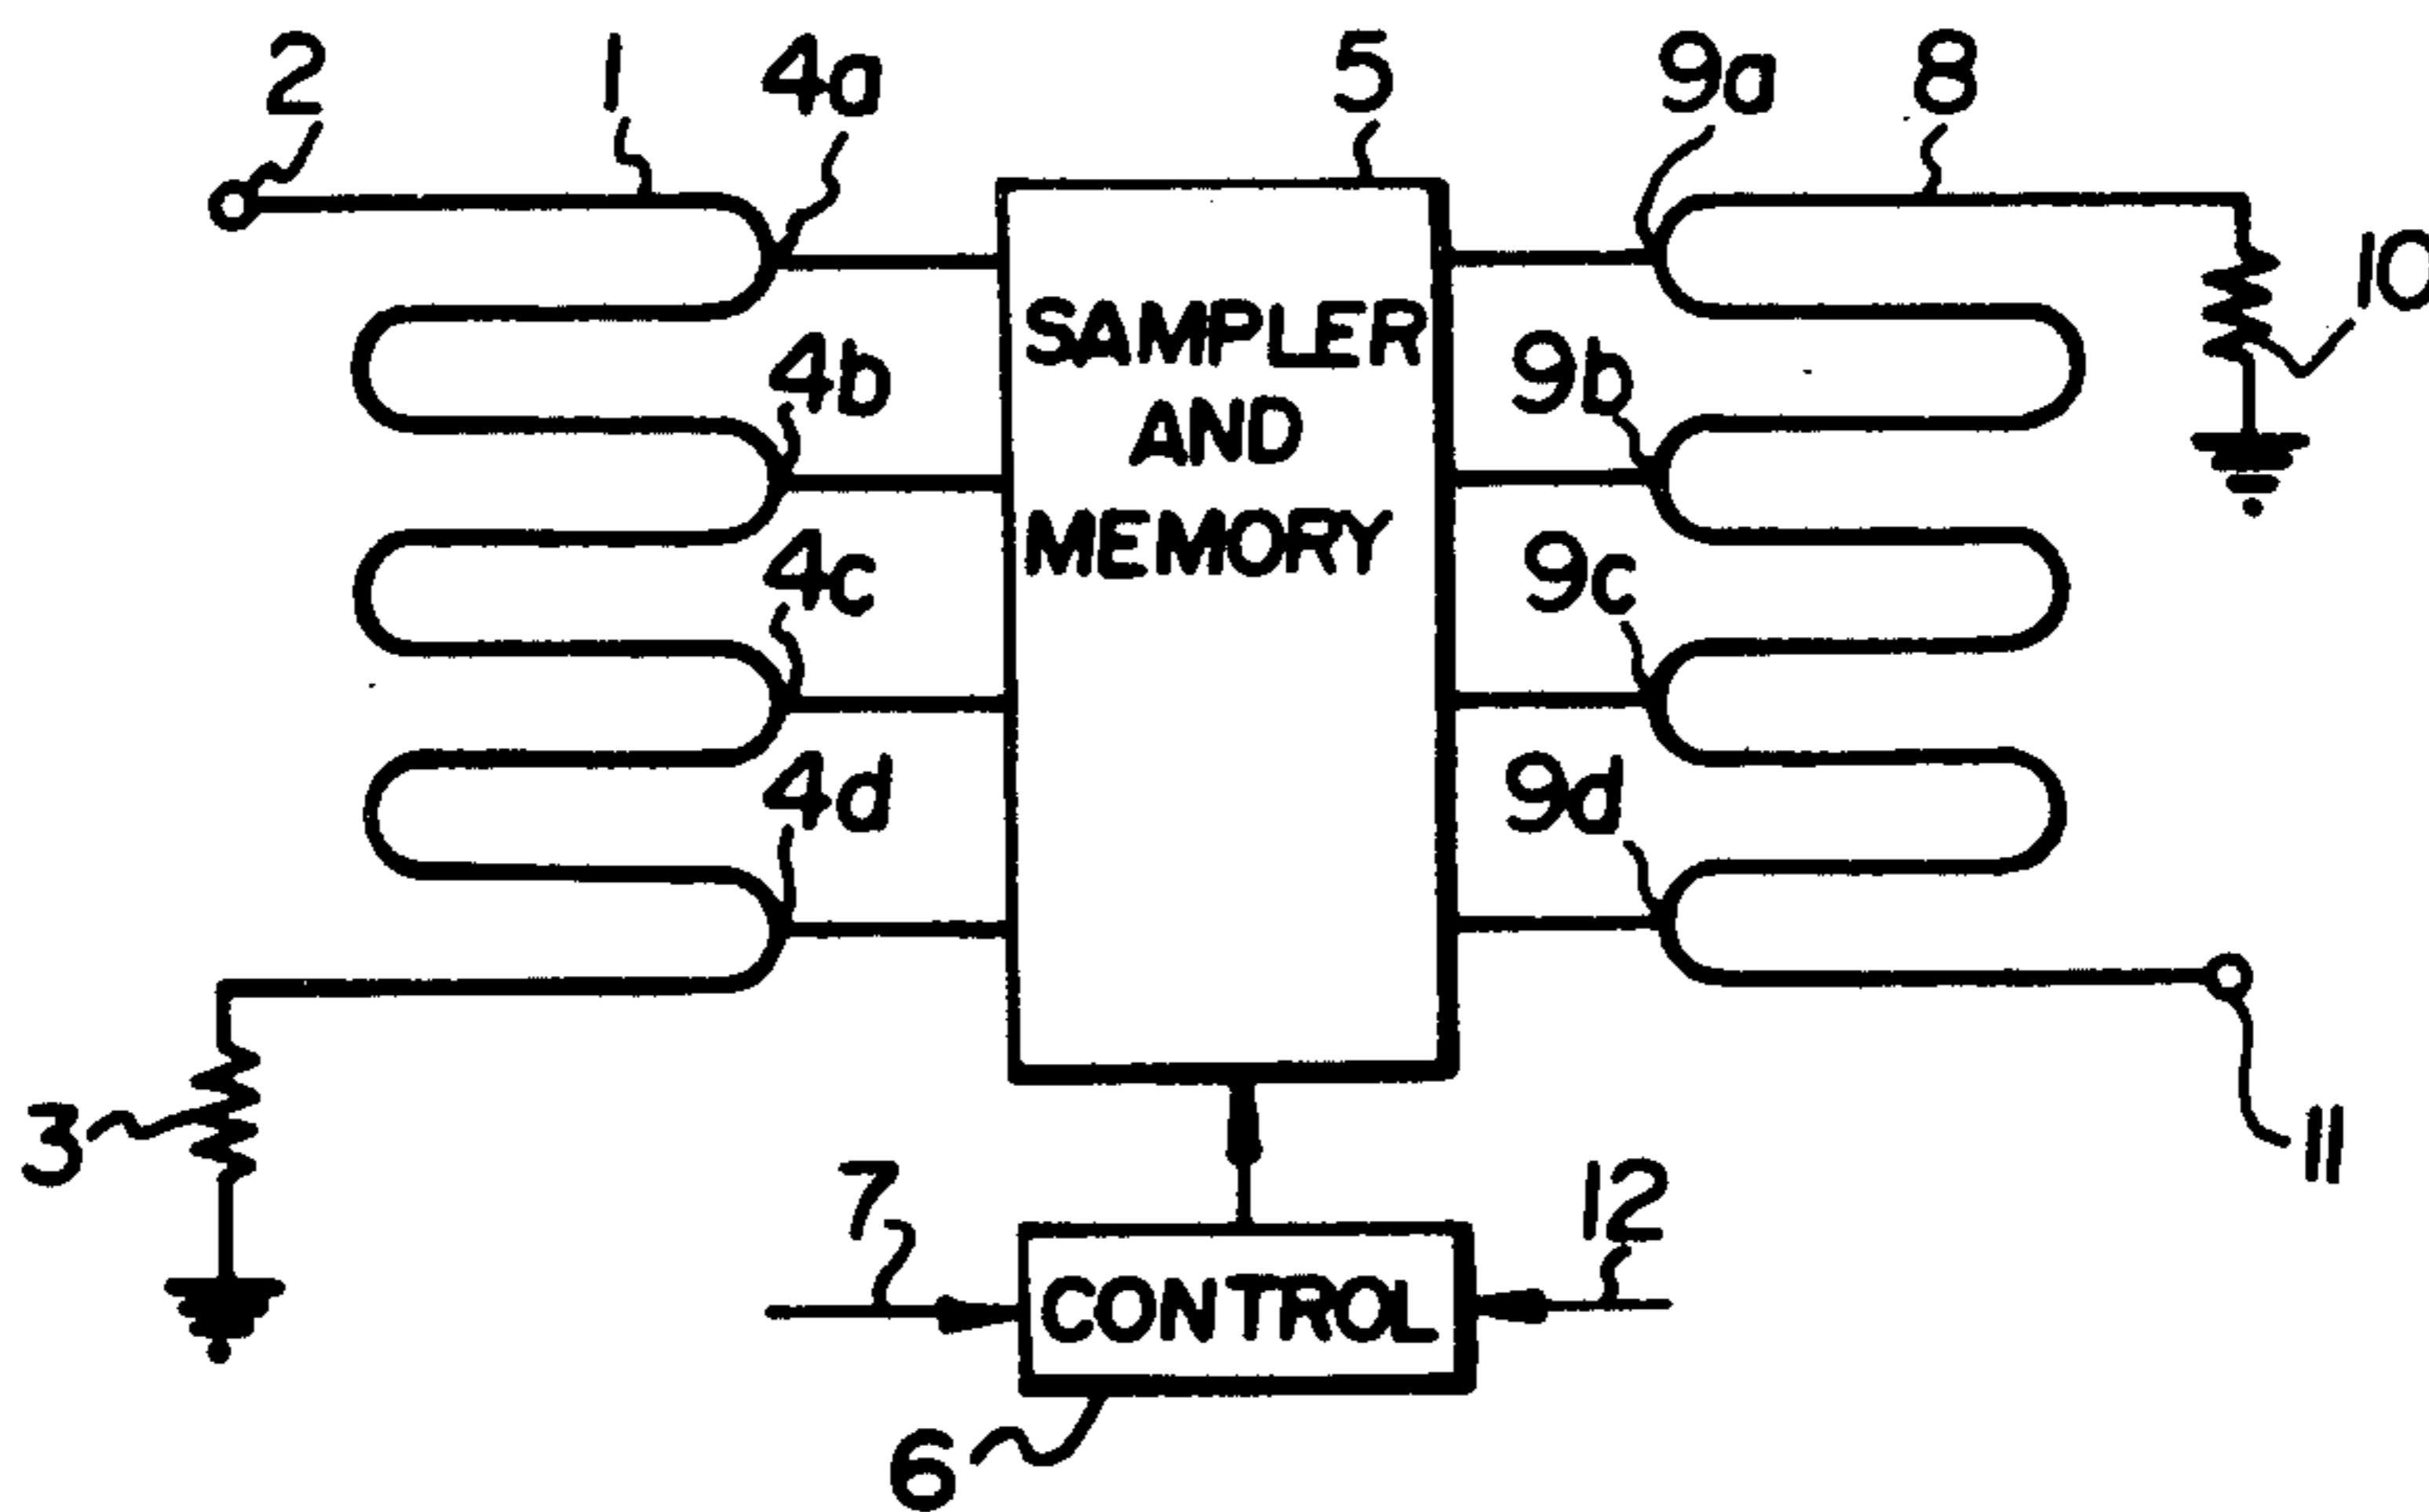 2 1 4a 5 9a 8
10
SAMPLER
AND
MEMORY
4b 9b
4c 9c
4d 9d
3
7 12
11
CONTROL
6